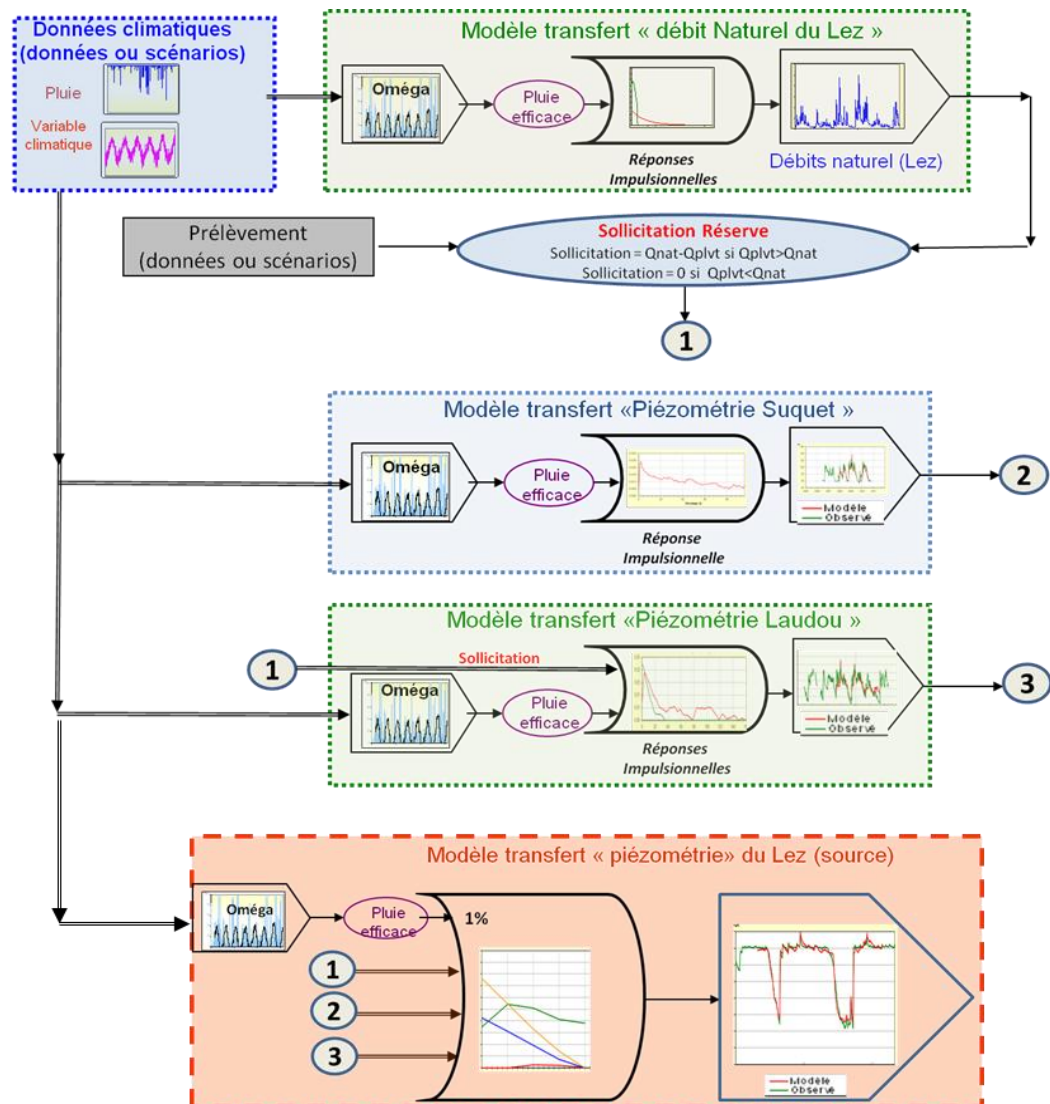 Données climatiques
(données ou scénarios)
Pluie
Variable
climatique
Modèle transfert « débit Naturel du Lez »
Oméga
Pluie
efficace
Réponses
Impulsionnelles
Débits naturel (Lez)
Prélèvement
(données ou scénarios)
Sollicitation Réserve
Sollicitation = Qnat-Qplvt si Qplvt>Qnat
Sollicitation = 0 si Qplvt<Qnat
1
Modèle transfert «Piézométrie Suquet »
Oméga
Pluie
efficace
Réponse
Impulsionnelle
Modèle
Observé
2
Modèle transfert «Piézométrie Laudou »
1
Sollicitation
Oméga
Pluie
efficace
Réponses
Impulsionnelles
Modèle
Observé
3
Modèle transfert « piézométrie» du Lez (source)
Oméga
Pluie
efficace
1%
1
2
3
Modèle
Observé